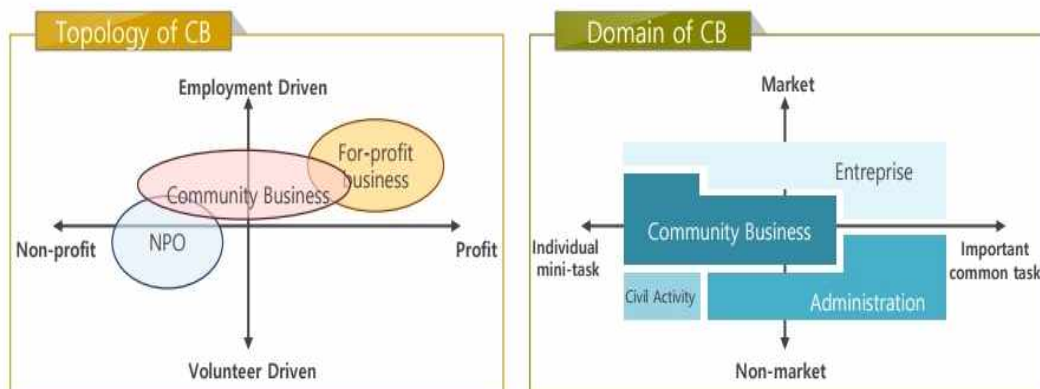 Topology of CB
Employment Driven
For-profit
business
Community Business
NPO
Non-profit
Profit
Volunteer Driven
Domain of CB
Market
Entreprise
Community Business
Individual
mini-task
Important
common task
Civil Activity
Administration
Non-market